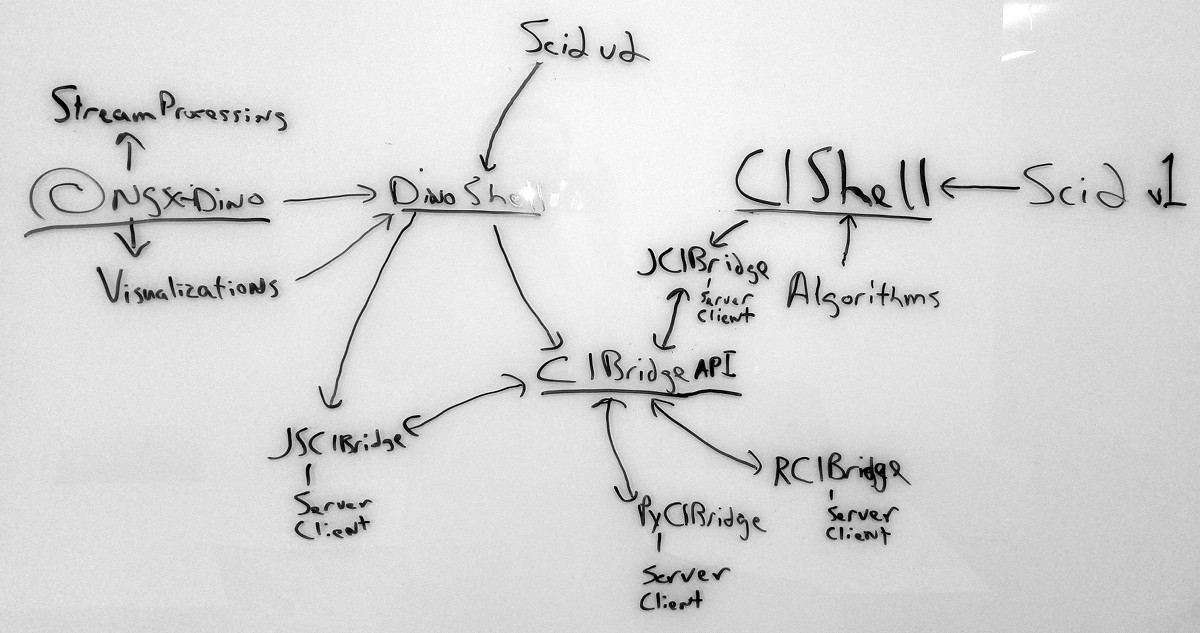 Sci2 v2
StreamProcessing
© Ngx-Dino
Dino Shell
CIShell
Sci2 v1
Visualizations
JCIBridge
Server
Client
Algorithms
CIBridge API
JSCIBridge
Server
Client
RCIBridge
Server
Client
PyCIBridge
Server
Client